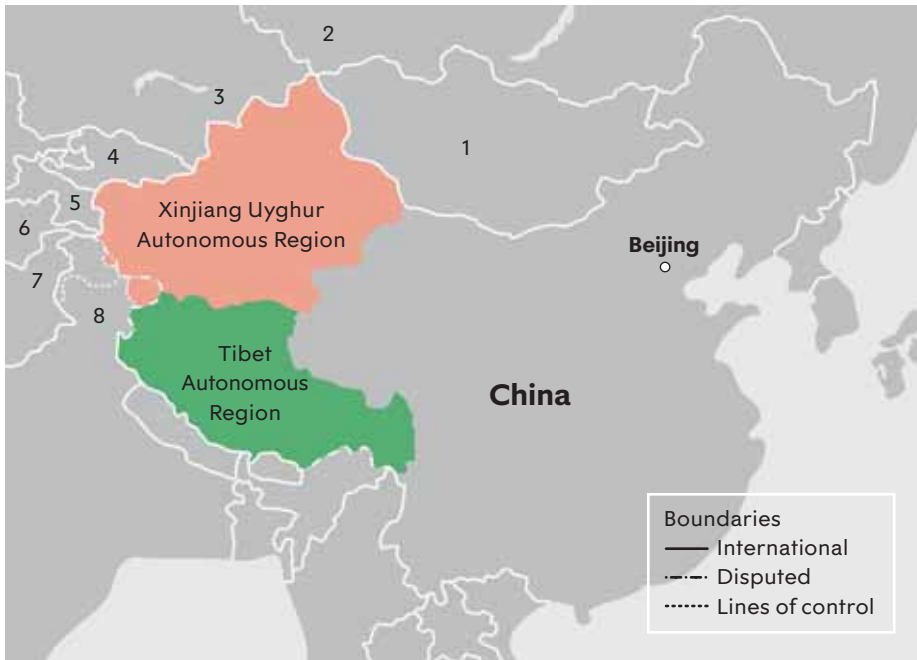 2
3
1
4
Xinjiang Uyghur
Autonomous Region
5
6
Beijing
7
8
Tibet
Autonomous
Region
China
Boundaries
International
Disputed
Lines of control